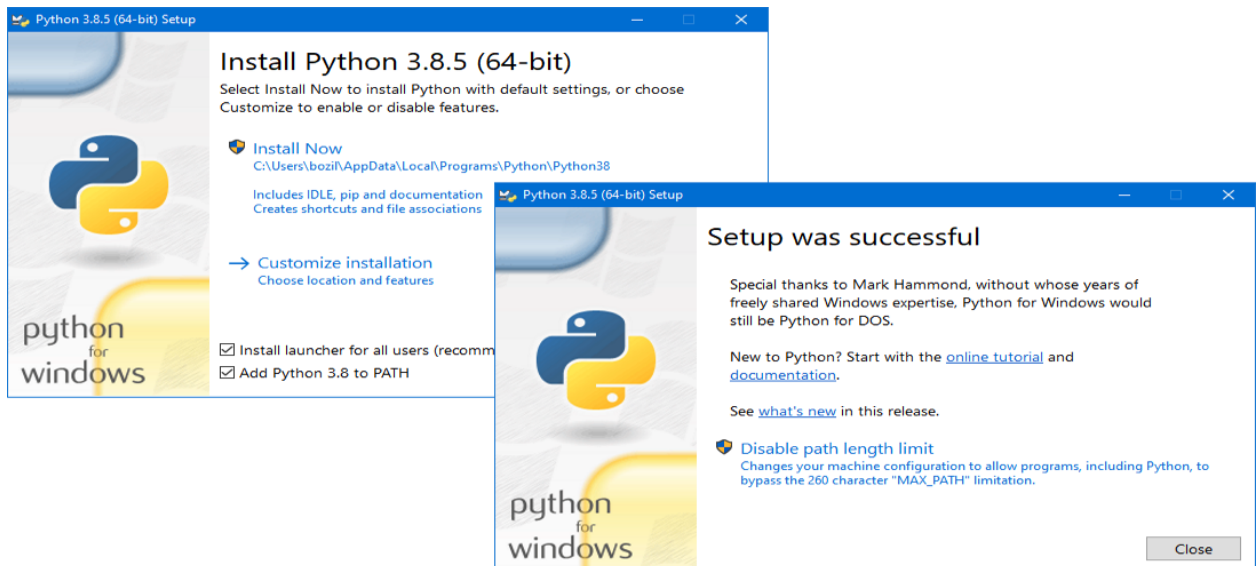 Python 3.8.5 (64-bit) Setup
Install Python 3.8.5 (64-bit)
Select Install Now to install Python with default settings, or choose
Customize to enable or disable features.
Install Now
C:\Users\bozil\AppData\Local\Programs\Python\Python38
Includes IDLE, pip and documentation
Creates shortcuts and file associations
Customize installation
Choose location and features
Install launcher for all users (recomm
Add Python 3.8 to PATH
python
for
windows
Python 3.8.5 (64-bit) Setup
Setup was successful
Special thanks to Mark Hammond, without whose years of
freely shared Windows expertise, Python for Windows would
still be Python for DOS.
New to Python? Start with the online tutorial and
documentation.
See what's new in this release.
Disable path length limit
Changes your machine configuration to allow programs, including Python, to
bypass the 260 character "MAX_PATH" limitation.
python
for
windows
Close